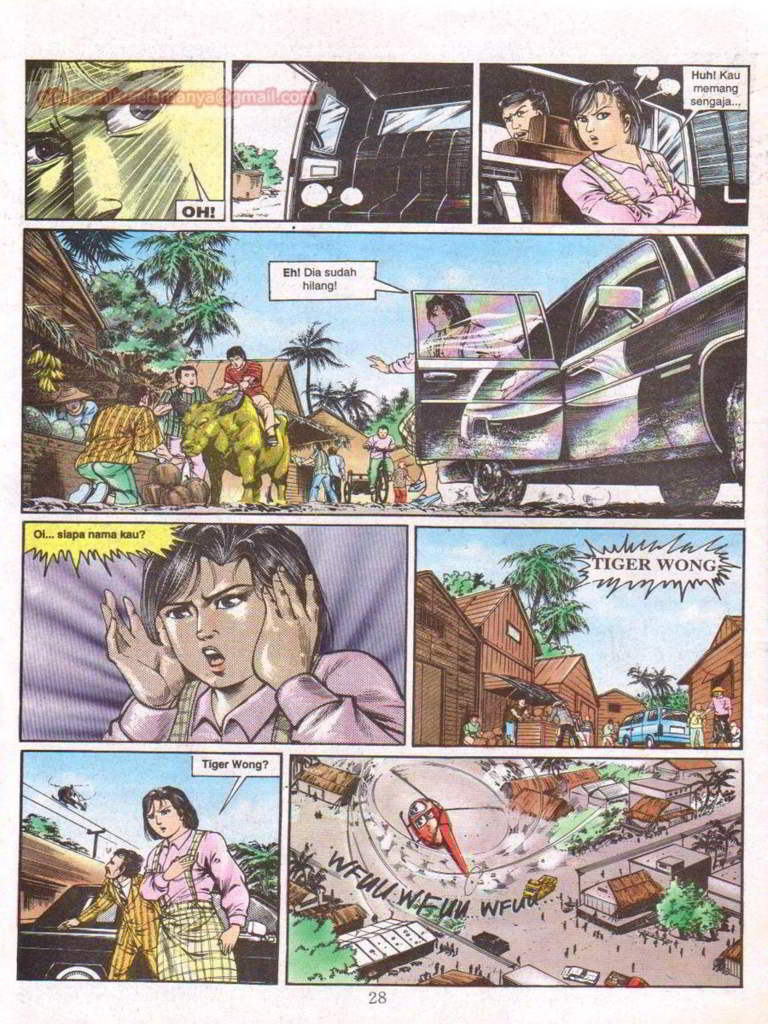 OH!
Huh! Kau
memang
sengaja...
Eh! Dia sudah
hilang!
Oi... siapa nama kau?
TIGER WONG
Tiger Wong?
WFUU WFUU WFUU
28